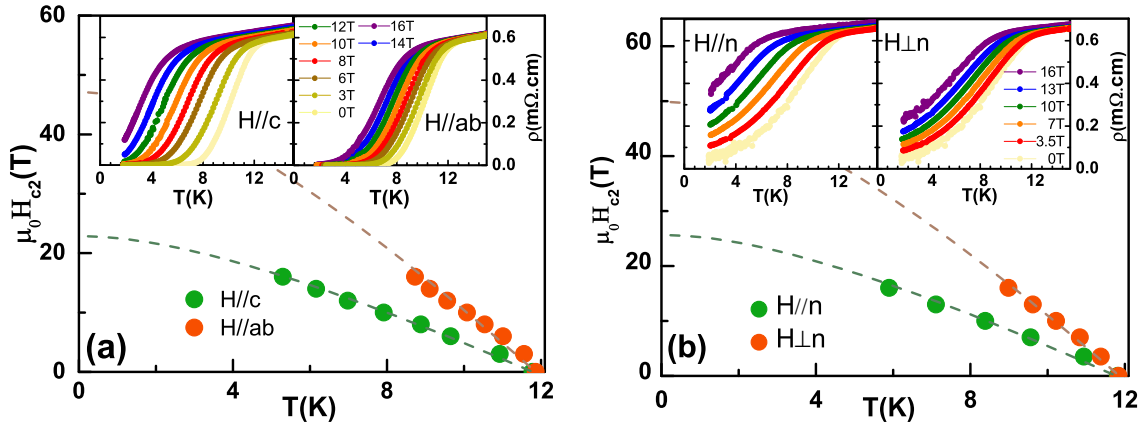 60
40
20
0
μ0Hc2(T)
0 4 8 12
T(K)
(a)
H//c
H//ab
12T 16T
10T 14T
8T
6T
3T
0T
H//c
H//ab
0 4 8 12
T(K)
4 8 12
T(K)
0.6
0.4
0.2
0.0
ρ(mΩ.cm)
60
40
20
0
μ0Hc2(T)
0 4 8 12
T(K)
(b)
H//n
H⊥n
H//n
H⊥n
16T
13T
10T
7T
3.5T
0T
0 4 8 12
T(K)
0 4 8 12
T(K)
0.6
0.4
0.2
0.0
ρ(mΩ.cm)